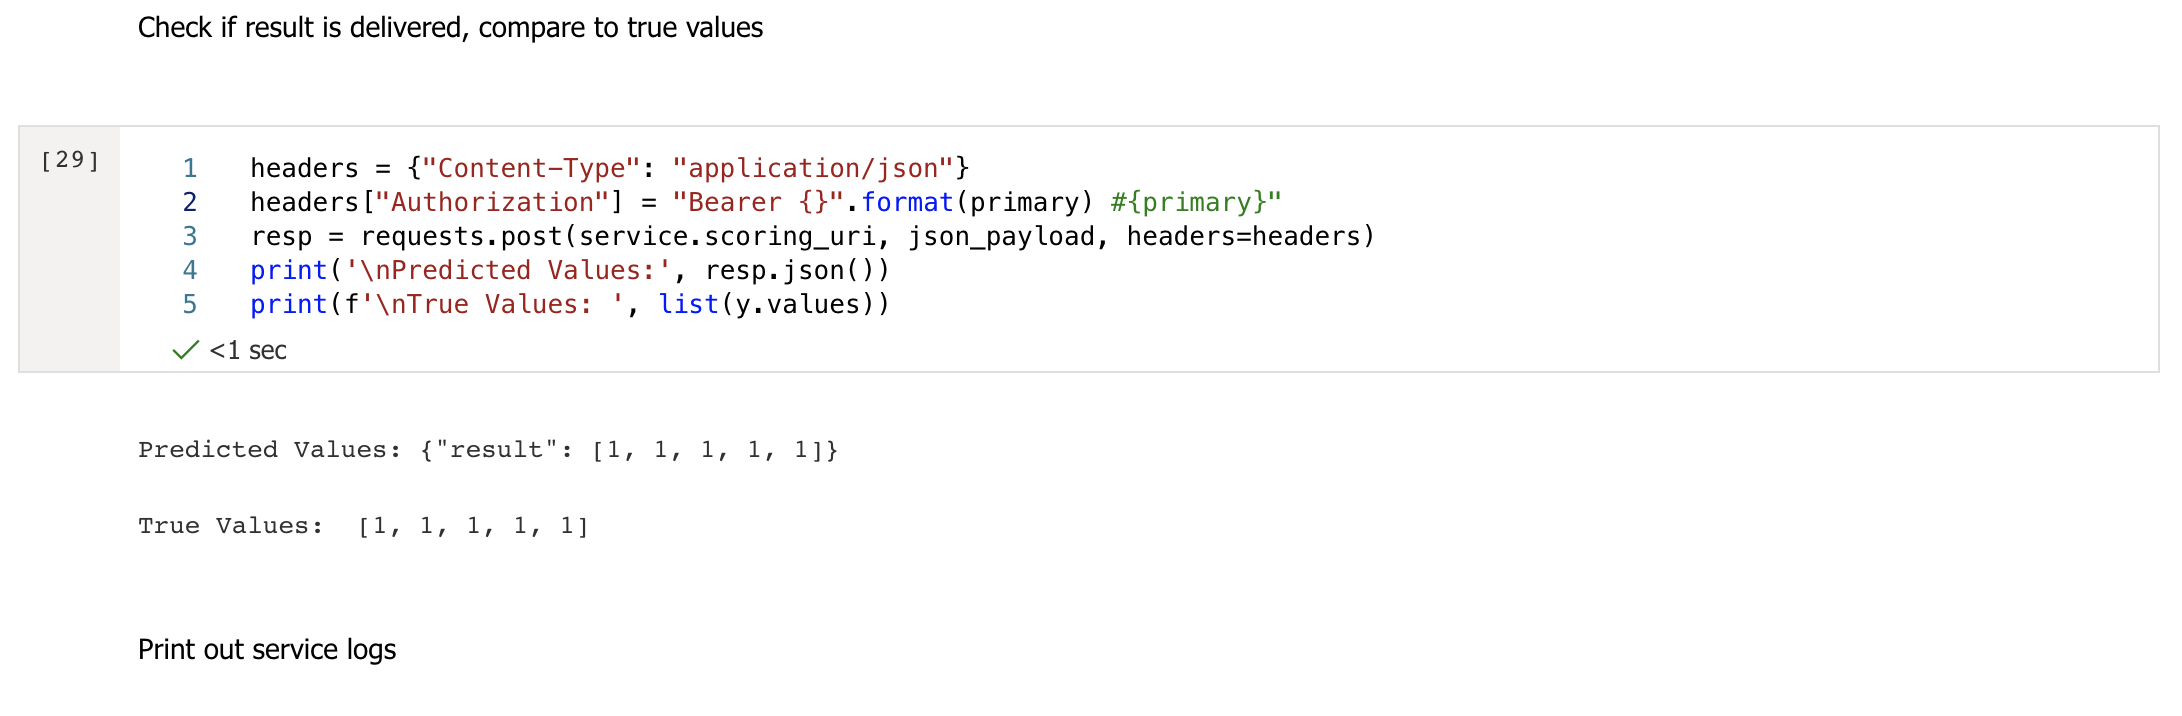 Check if result is delivered, compare to true values
[29]
1 headers = {"Content-Type": "application/json"}
2 headers["Authorization"] = "Bearer {}".format(primary) #{primary}"
3 resp = requests.post(service.scoring_uri, json_payload, headers=headers)
4 print('\nPredicted Values:', resp.json())
5 print(f'\nTrue Values: ', list(y.values))
<1 sec
Predicted Values: {"result": [1, 1, 1, 1, 1]}
True Values:  [1, 1, 1, 1, 1]
Print out service logs